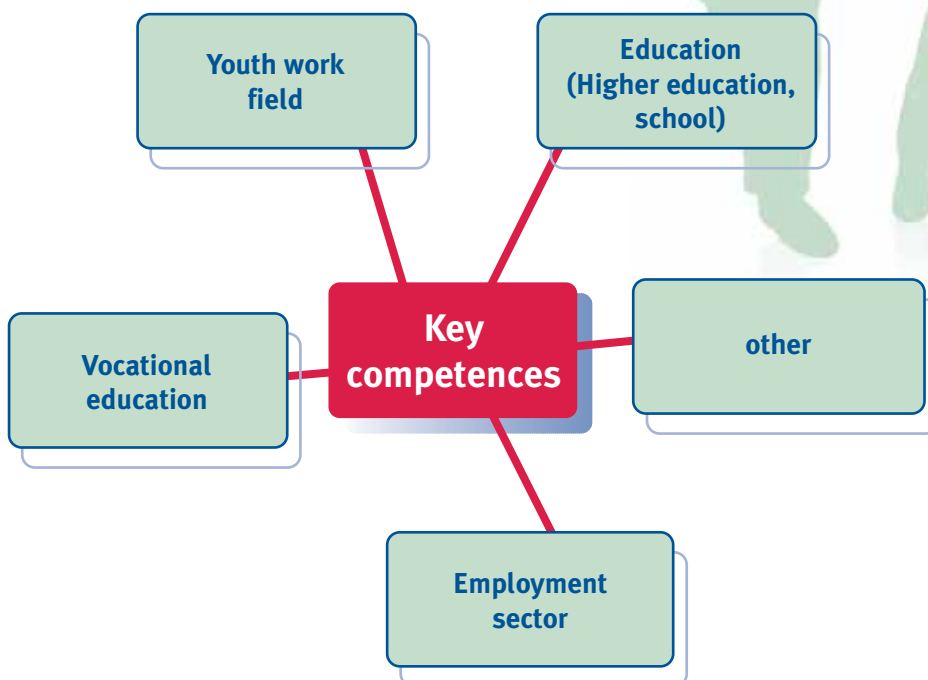 Youth work
field
Education
(Higher education,
school)
Key
competences
other
Vocational
education
Employment
sector